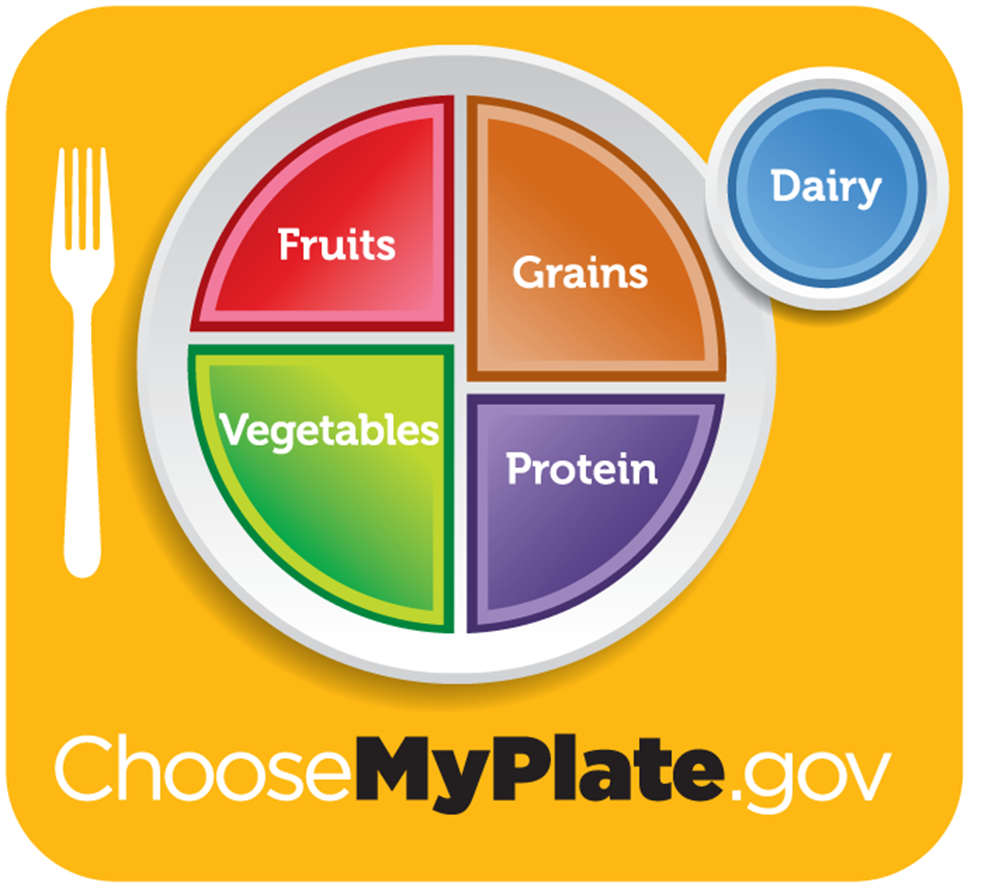 Fruits
Grains
Dairy
Vegetables
Protein
ChooseMyPlate.gov